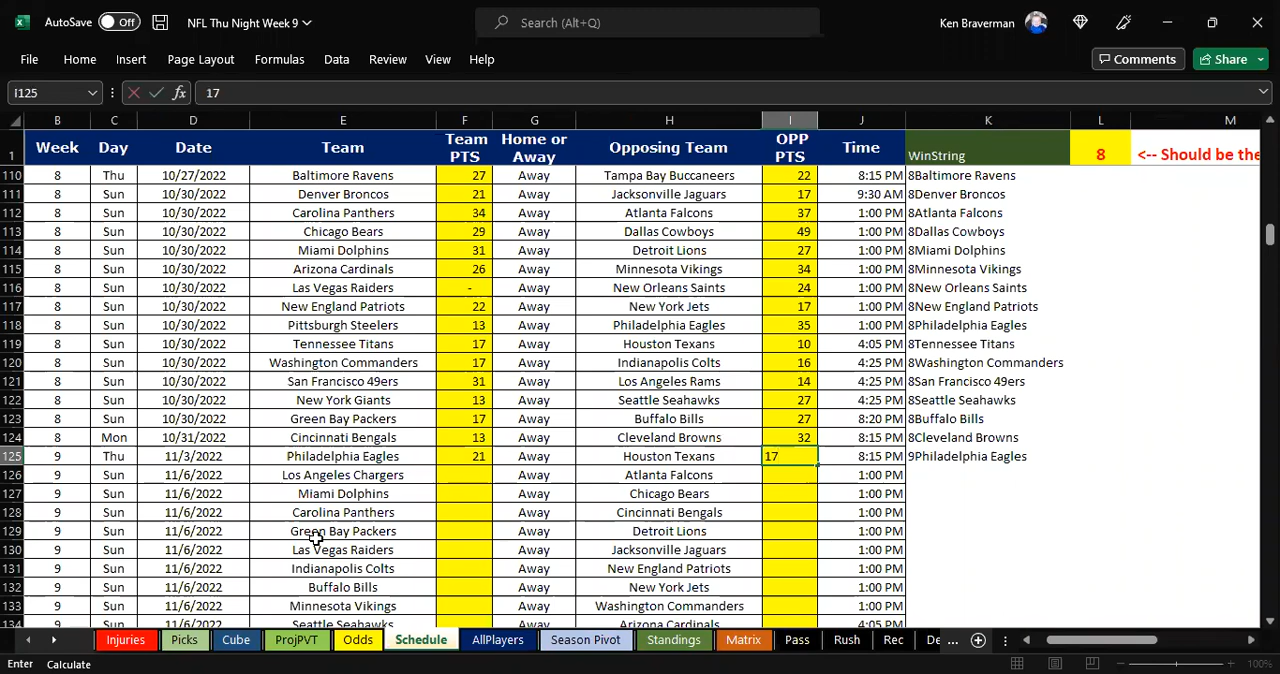 AutoSave Off NFL Thu Night Week 9 Search (Alt+Q) Ken Braverman
File Home Insert Page Layout Formulas Data Review View Help Comments Share
I125 fx 17
B C D E F G H I J K L M
1 Week Day Date Team Team PTS Home or Away Opposing Team OPP PTS Time WinString 8 <-- Should be the
110 8 Thu 10/27/2022 Baltimore Ravens 27 Away Tampa Bay Buccaneers 22 8:15 PM 8Baltimore Ravens
111 8 Sun 10/30/2022 Denver Broncos 21 Away Jacksonville Jaguars 17 9:30 AM 8Denver Broncos
112 8 Sun 10/30/2022 Carolina Panthers 34 Away Atlanta Falcons 37 1:00 PM 8Atlanta Falcons
113 8 Sun 10/30/2022 Chicago Bears 29 Away Dallas Cowboys 49 1:00 PM 8Dallas Cowboys
114 8 Sun 10/30/2022 Miami Dolphins 31 Away Detroit Lions 27 1:00 PM 8Miami Dolphins
115 8 Sun 10/30/2022 Arizona Cardinals 26 Away Minnesota Vikings 34 1:00 PM 8Minnesota Vikings
116 8 Sun 10/30/2022 Las Vegas Raiders - Away New Orleans Saints 24 1:00 PM 8New Orleans Saints
117 8 Sun 10/30/2022 New England Patriots 22 Away New York Jets 17 1:00 PM 8New England Patriots
118 8 Sun 10/30/2022 Pittsburgh Steelers 13 Away Philadelphia Eagles 35 1:00 PM 8Philadelphia Eagles
119 8 Sun 10/30/2022 Tennessee Titans 17 Away Houston Texans 10 4:05 PM 8Tennessee Titans
120 8 Sun 10/30/2022 Washington Commanders 17 Away Indianapolis Colts 16 4:25 PM 8Washington Commanders
121 8 Sun 10/30/2022 San Francisco 49ers 31 Away Los Angeles Rams 14 4:25 PM 8San Francisco 49ers
122 8 Sun 10/30/2022 New York Giants 13 Away Seattle Seahawks 27 4:25 PM 8Seattle Seahawks
123 8 Sun 10/30/2022 Green Bay Packers 17 Away Buffalo Bills 27 8:20 PM 8Buffalo Bills
124 8 Mon 10/31/2022 Cincinnati Bengals 13 Away Cleveland Browns 32 8:15 PM 8Cleveland Browns
125 9 Thu 11/3/2022 Philadelphia Eagles 21 Away Houston Texans 17 8:15 PM 9Philadelphia Eagles
126 9 Sun 11/6/2022 Los Angeles Chargers Away Atlanta Falcons 1:00 PM
127 9 Sun 11/6/2022 Miami Dolphins Away Chicago Bears 1:00 PM
128 9 Sun 11/6/2022 Carolina Panthers Away Cincinnati Bengals 1:00 PM
129 9 Sun 11/6/2022 Green Bay Packers Away Detroit Lions 1:00 PM
130 9 Sun 11/6/2022 Las Vegas Raiders Away Jacksonville Jaguars 1:00 PM
131 9 Sun 11/6/2022 Indianapolis Colts Away New England Patriots 1:00 PM
132 9 Sun 11/6/2022 Buffalo Bills Away New York Jets 1:00 PM
133 9 Sun 11/6/2022 Minnesota Vikings Away Washington Commanders 1:00 PM
134 9 Sun 11/6/2022 Seattle Seahawks Away Arizona Cardinals 4:05 PM
Injuries Picks Cube ProjPVT Odds Schedule AllPlayers Season Pivot Standings Matrix Pass Rush Rec De ...
Enter Calculate 100%